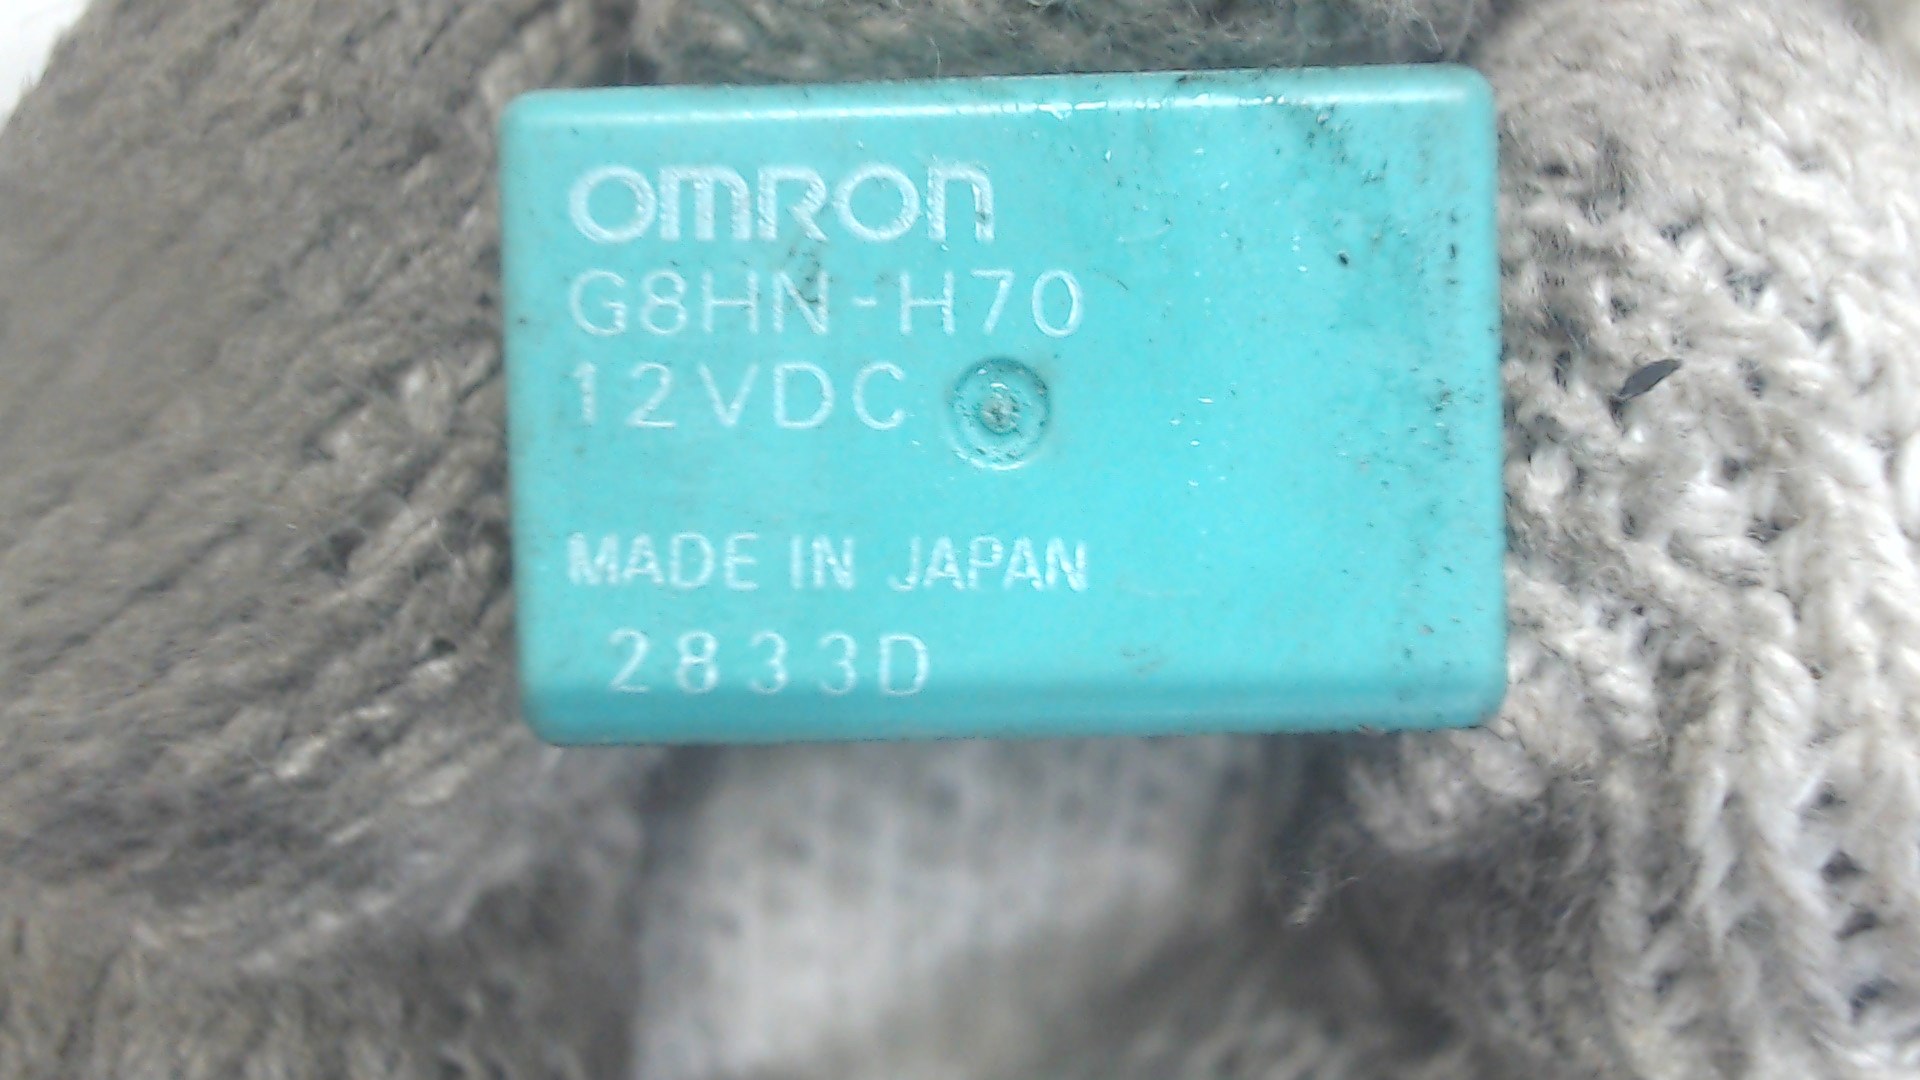 OMRON
G8HN-H70
12VDC
MADE IN JAPAN
2833D